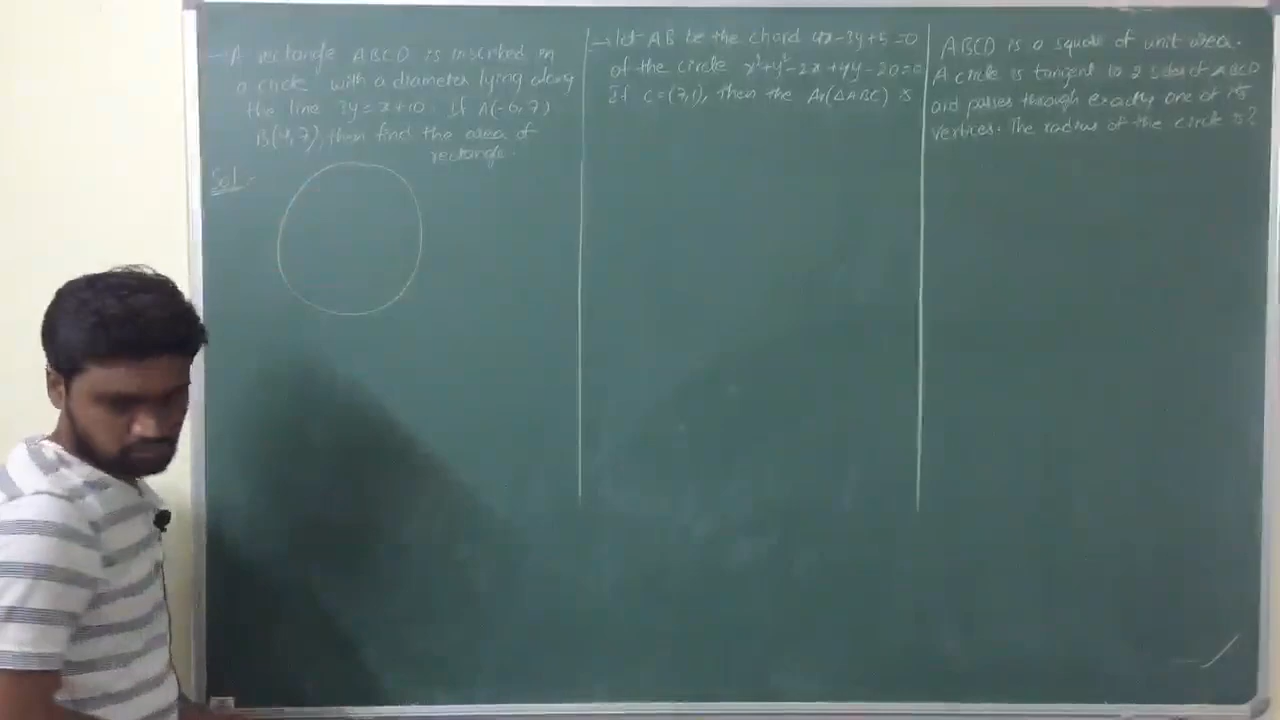 → A rectangle ABCD is inscribed in
a circle with a diameter lying along
the line 3y = x+10. If A(-6, 7)
B(4,7), then find the area of
rectangle.
Sol:-
→ let AB be the chord 4x-3y+5=0
of the circle x²+y²-2x+4y-20=0
If C=(7,1), then the Ar(△ABC) is
ABCD is a square of unit area.
A circle is tangent to 2 sides of ABCD
and passes through exactly one of its
vertices. The radius of the circle is?